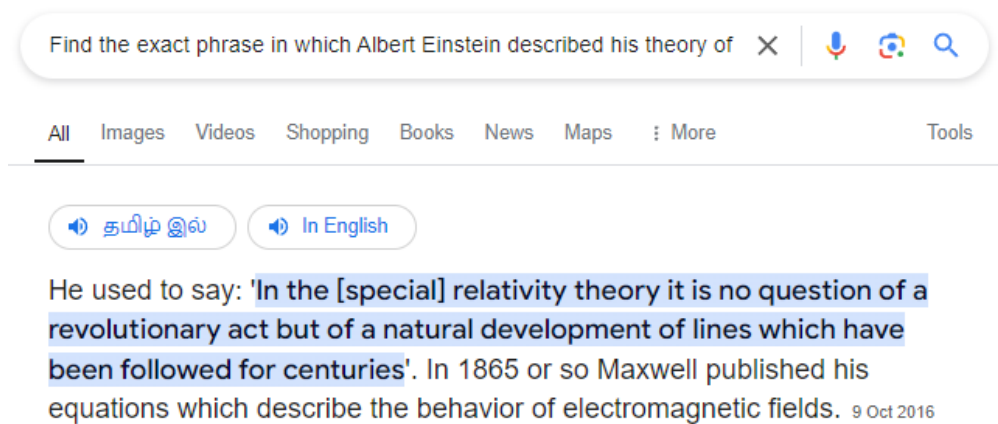 Find the exact phrase in which Albert Einstein described his theory of
All Images Videos Shopping Books News Maps More Tools
தமிழ் இல் In English
He used to say: 'In the [special] relativity theory it is no question of a
revolutionary act but of a natural development of lines which have
been followed for centuries'. In 1865 or so Maxwell published his
equations which describe the behavior of electromagnetic fields. 9 Oct 2016